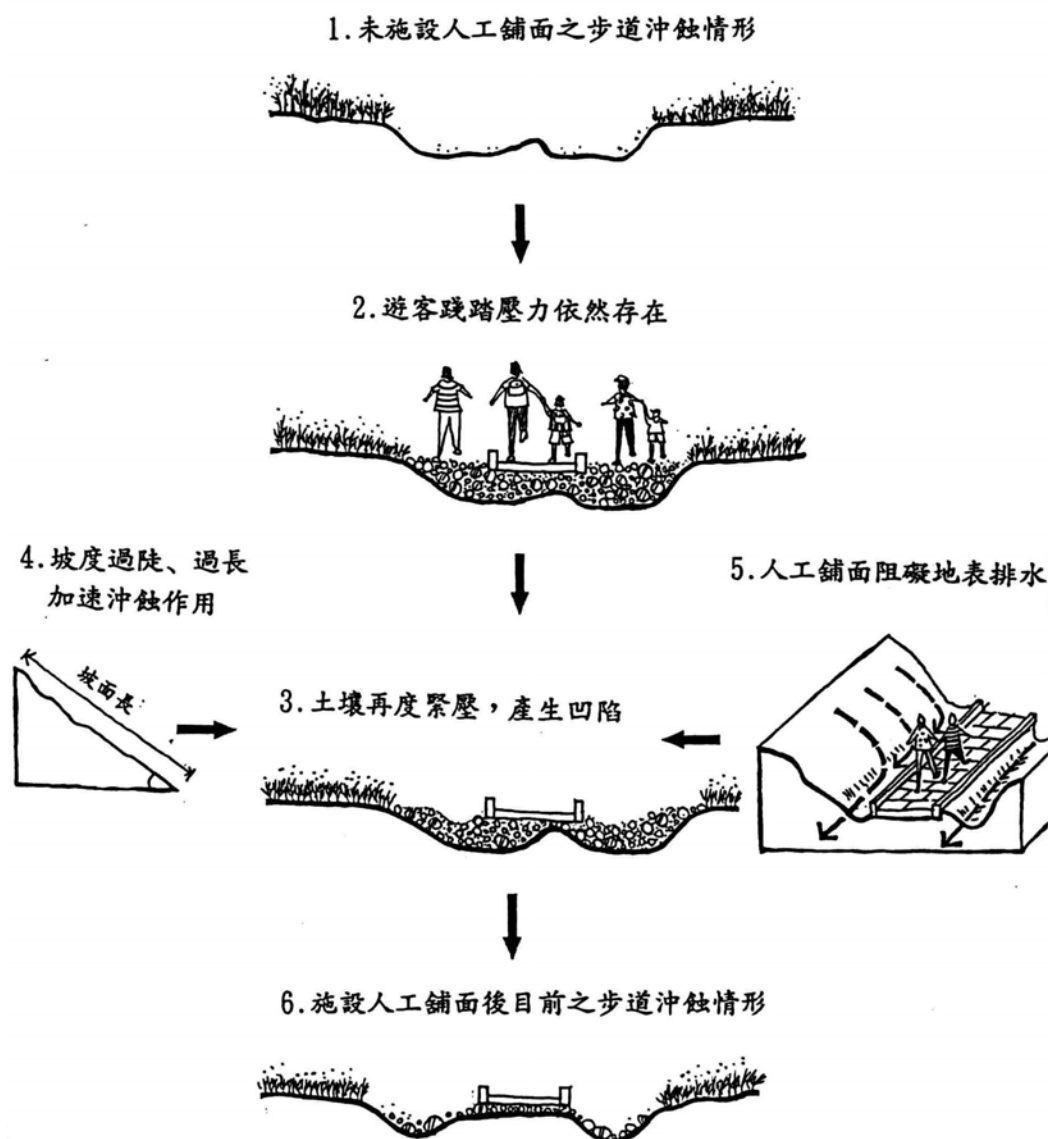 1.未施設人工舖面之步道沖蝕情形
2.遊客踐踏壓力依然存在
4.坡度過陡、過長
加速沖蝕作用
5.人工舖面阻礙地表排水
坡面長
3.土壤再度緊壓，產生凹陷
6.施設人工舖面後目前之步道沖蝕情形